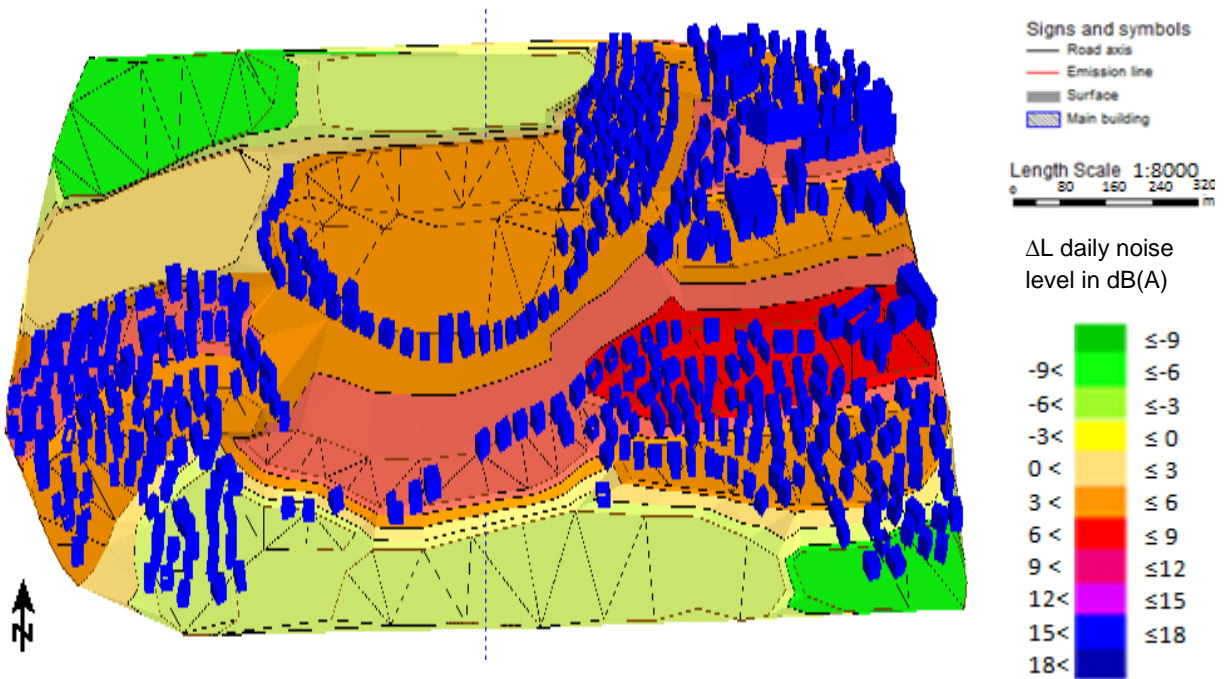 Signs and symbols
Road axis
Emission line
Surface
Main building
Length Scale 1:8000
0 80 160 240 320
m
ΔL daily noise
level in dB(A)
≤-9
-9< ≤-6
-6< ≤-3
-3< ≤ 0
0 < ≤ 3
3 < ≤ 6
6 < ≤ 9
9 < ≤12
12< ≤15
15< ≤18
18<
N